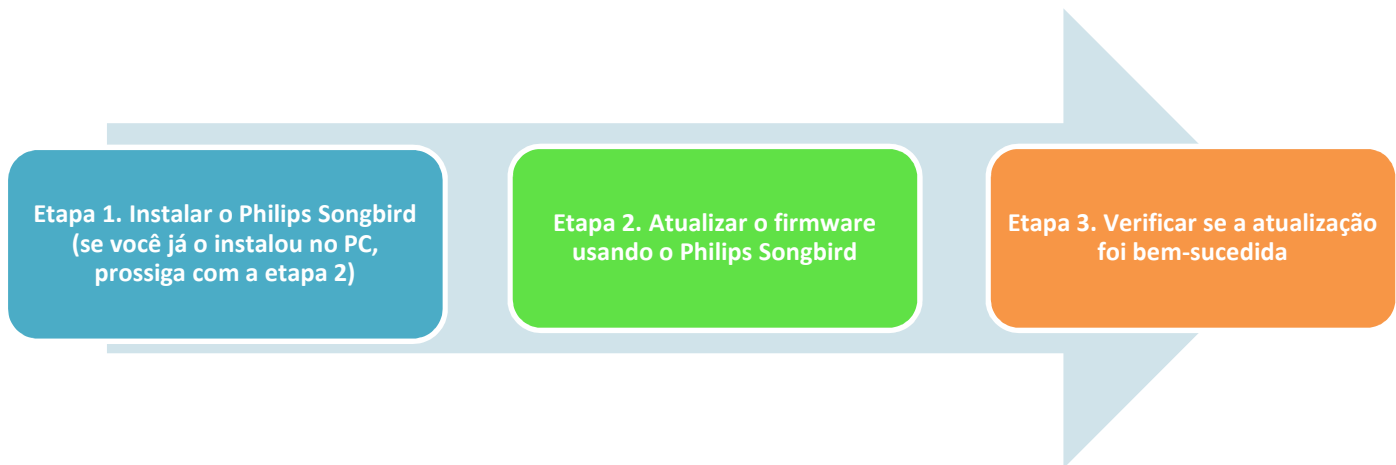 Etapa 1. Instalar o Philips Songbird
(se você já o instalou no PC,
prossiga com a etapa 2)
Etapa 2. Atualizar o firmware
usando o Philips Songbird
Etapa 3. Verificar se a atualização
foi bem-sucedida